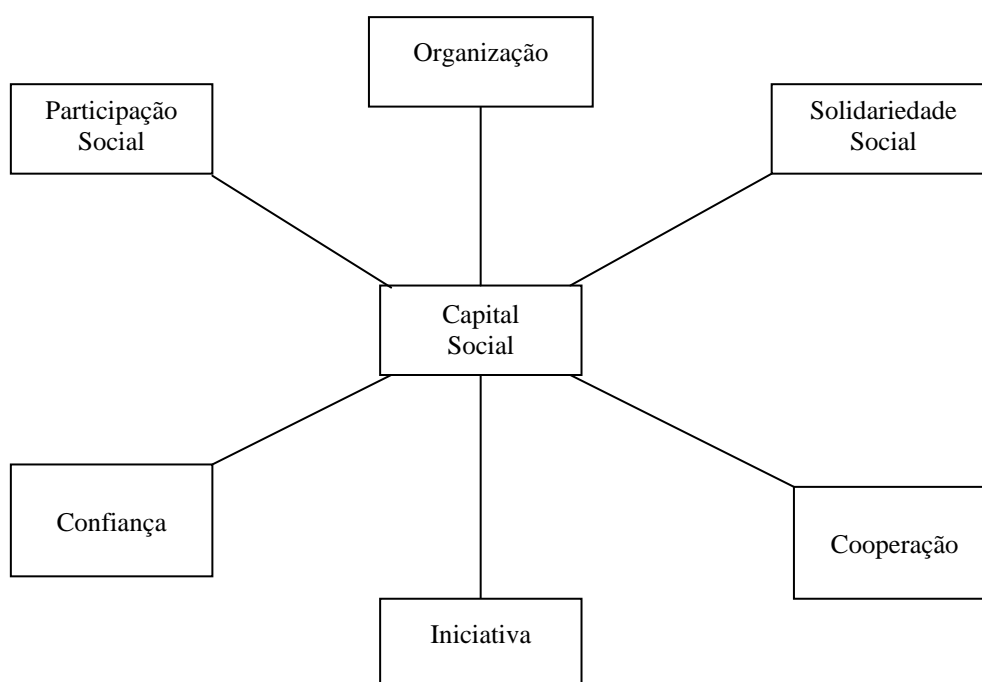 Organização
Participação
Social
Solidariedade
Social
Capital
Social
Confiança
Cooperação
Iniciativa